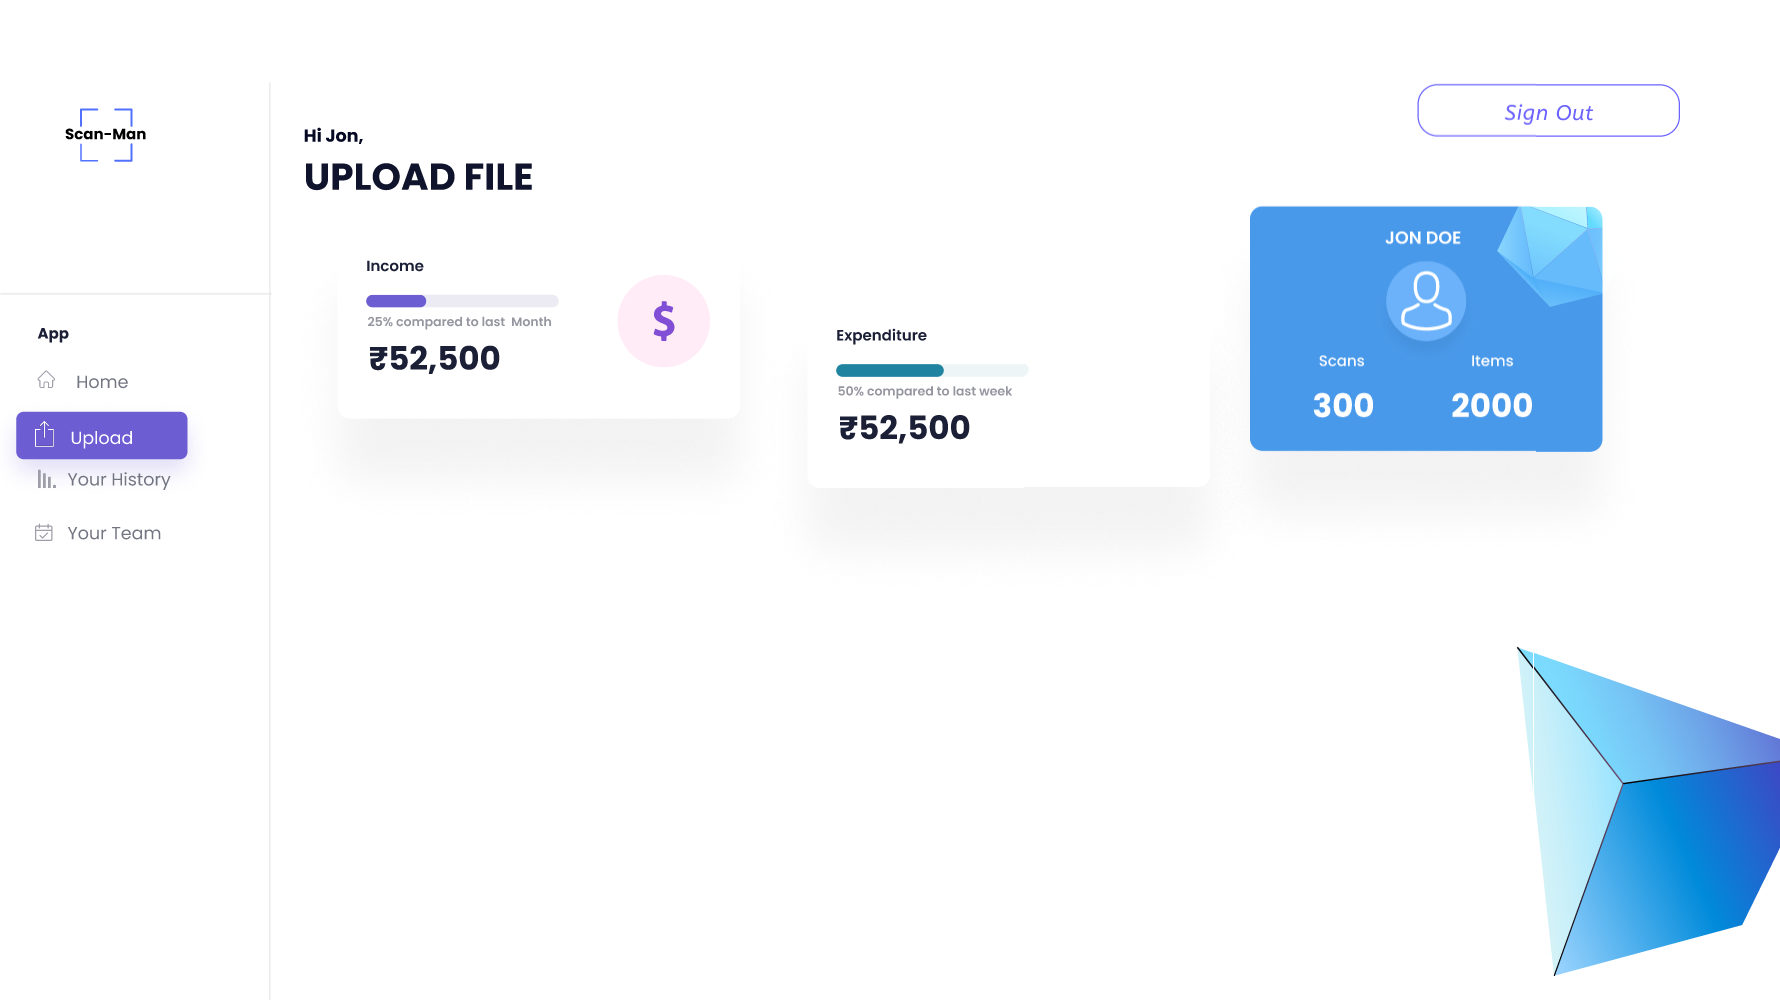 Scan-Man
Sign Out
Hi Jon,
UPLOAD FILE
App
Home
Upload
Your History
Your Team
Income
25% compared to last Month
₹52,500
$
Expenditure
50% compared to last week
₹52,500
JON DOE
Scans Items
300 2000